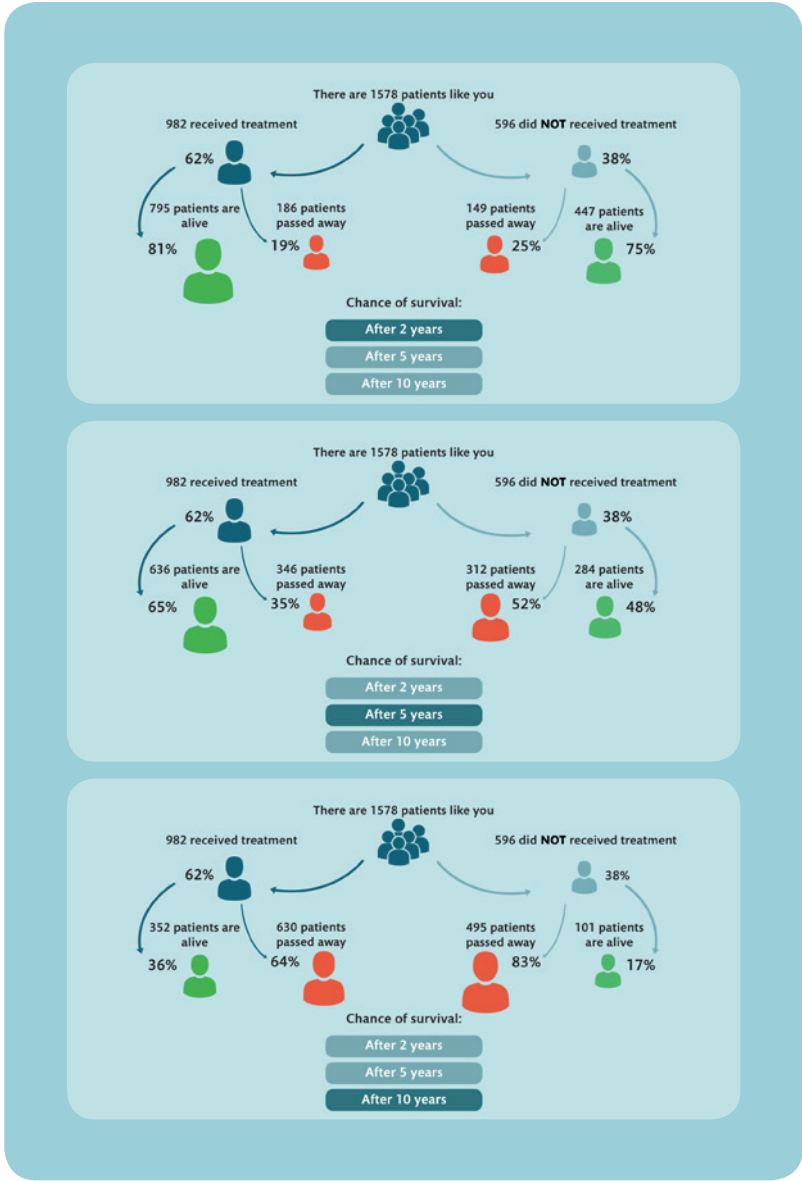 There are 1578 patients like you
982 received treatment
596 did NOT received treatment
62%
38%
795 patients are
alive
186 patients
passed away
149 patients
passed away
447 patients
are alive
81%
19%
25%
75%
Chance of survival:
After 2 years
After 5 years
After 10 years
There are 1578 patients like you
982 received treatment
596 did NOT received treatment
62%
38%
636 patients are
alive
346 patients
passed away
312 patients
passed away
284 patients
are alive
65%
35%
52%
48%
Chance of survival:
After 2 years
After 5 years
After 10 years
There are 1578 patients like you
982 received treatment
596 did NOT received treatment
62%
38%
352 patients are
alive
630 patients
passed away
495 patients
passed away
101 patients
are alive
36%
64%
83%
17%
Chance of survival:
After 2 years
After 5 years
After 10 years